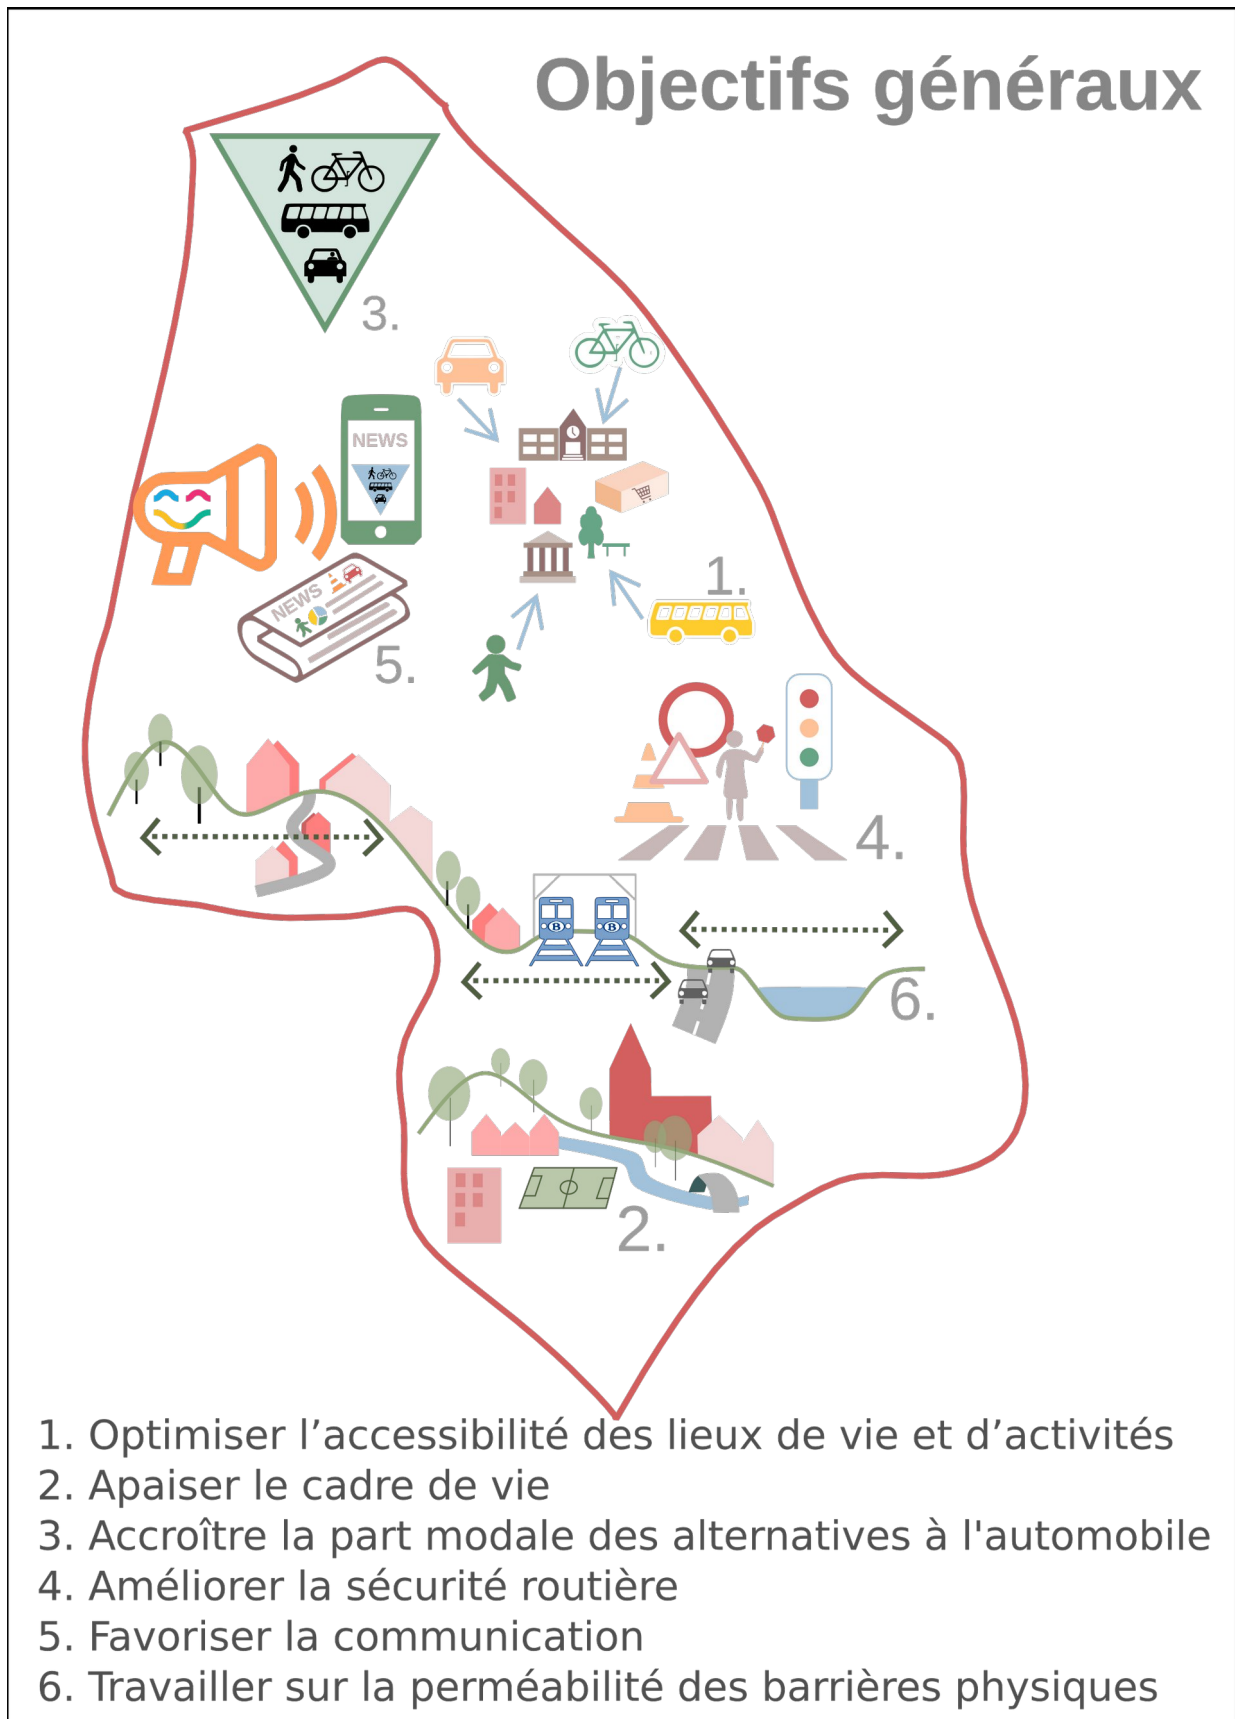 Objectifs généraux
3.
NEWS
NEWS
1.
5.
4.
B
B
6.
2.
1. Optimiser l’accessibilité des lieux de vie et d’activités
2. Apaiser le cadre de vie
3. Accroître la part modale des alternatives à l'automobile
4. Améliorer la sécurité routière
5. Favoriser la communication
6. Travailler sur la perméabilité des barrières physiques